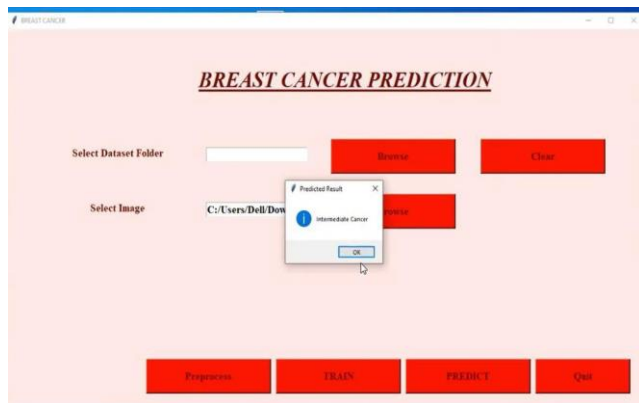 BREAST CANCER
BREAST CANCER PREDICTION
Select Dataset Folder
Browse
Clear
Predicted Result
Select Image
C:/Users/Dell/Dow
Intermediate Cancer
rowse
OK
Preprocess
TRAIN
PREDICT
Quit